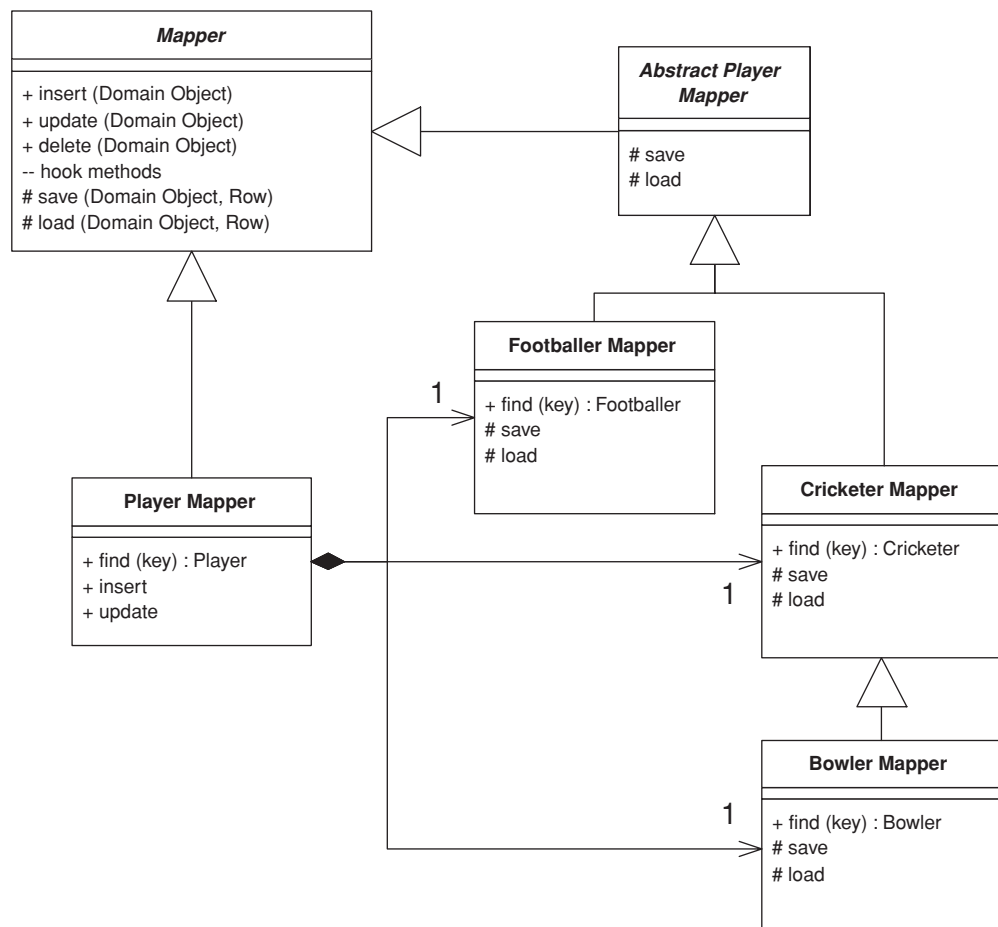 Mapper
+ insert (Domain Object)
+ update (Domain Object)
+ delete (Domain Object)
-- hook methods
# save (Domain Object, Row)
# load (Domain Object, Row)
Abstract Player
Mapper
# save
# load
Footballer Mapper
+ find (key) : Footballer
# save
# load
1
Player Mapper
+ find (key) : Player
+ insert
+ update
Cricketer Mapper
+ find (key) : Cricketer
# save
# load
1
Bowler Mapper
+ find (key) : Bowler
# save
# load
1